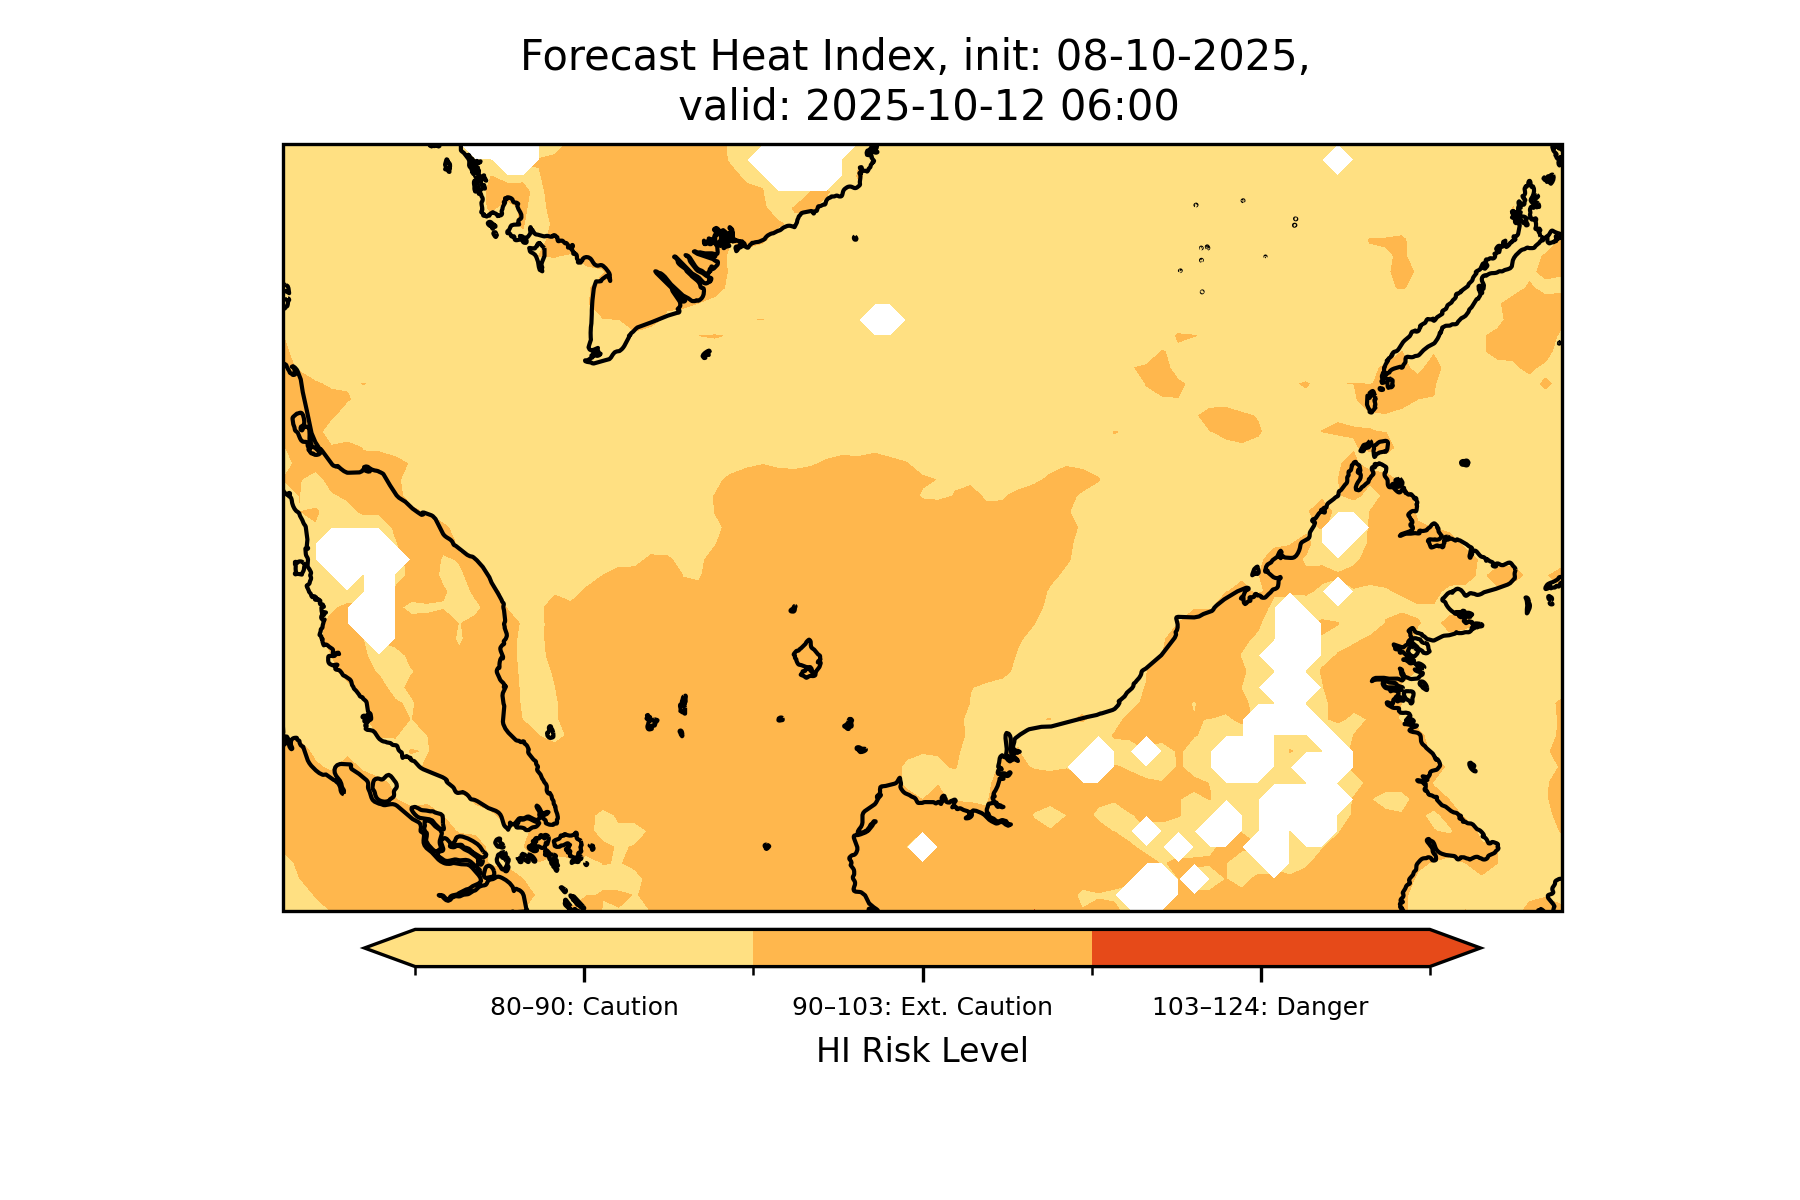 Forecast Heat Index, init: 08-10-2025,
valid: 2025-10-12 06:00
80–90: Caution
90–103: Ext. Caution
103–124: Danger
HI Risk Level